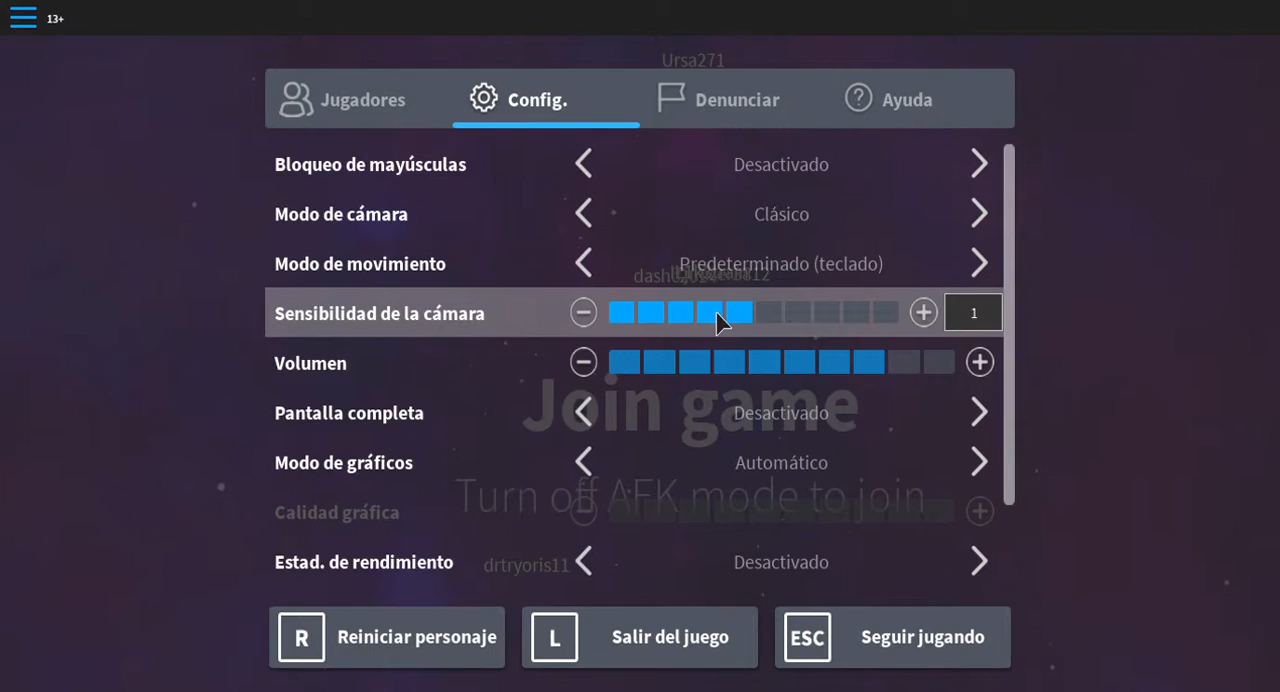 13+
Ursa271
Jugadores Config. Denunciar Ayuda
Bloqueo de mayúsculas Desactivado
Modo de cámara Clásico
Modo de movimiento Predeterminado (teclado)
Sensibilidad de la cámara 1
Volumen
Join game
Pantalla completa Desactivado
Modo de gráficos Automático
Turn off AFK mode to join
Calidad gráfica
Estad. de rendimiento Desactivado
drtryoris11
R Reiniciar personaje L Salir del juego ESC Seguir jugando